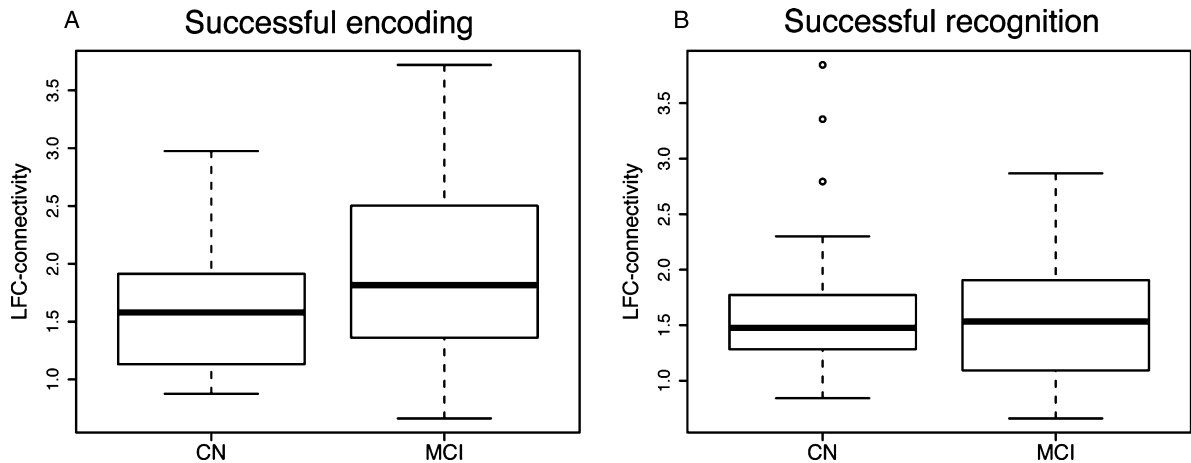 A
Successful encoding
LFC-connectivity
3.5
3.0
2.5
2.0
1.5
1.0
CN
MCI
B
Successful recognition
LFC-connectivity
3.5
3.0
2.5
2.0
1.5
1.0
CN
MCI